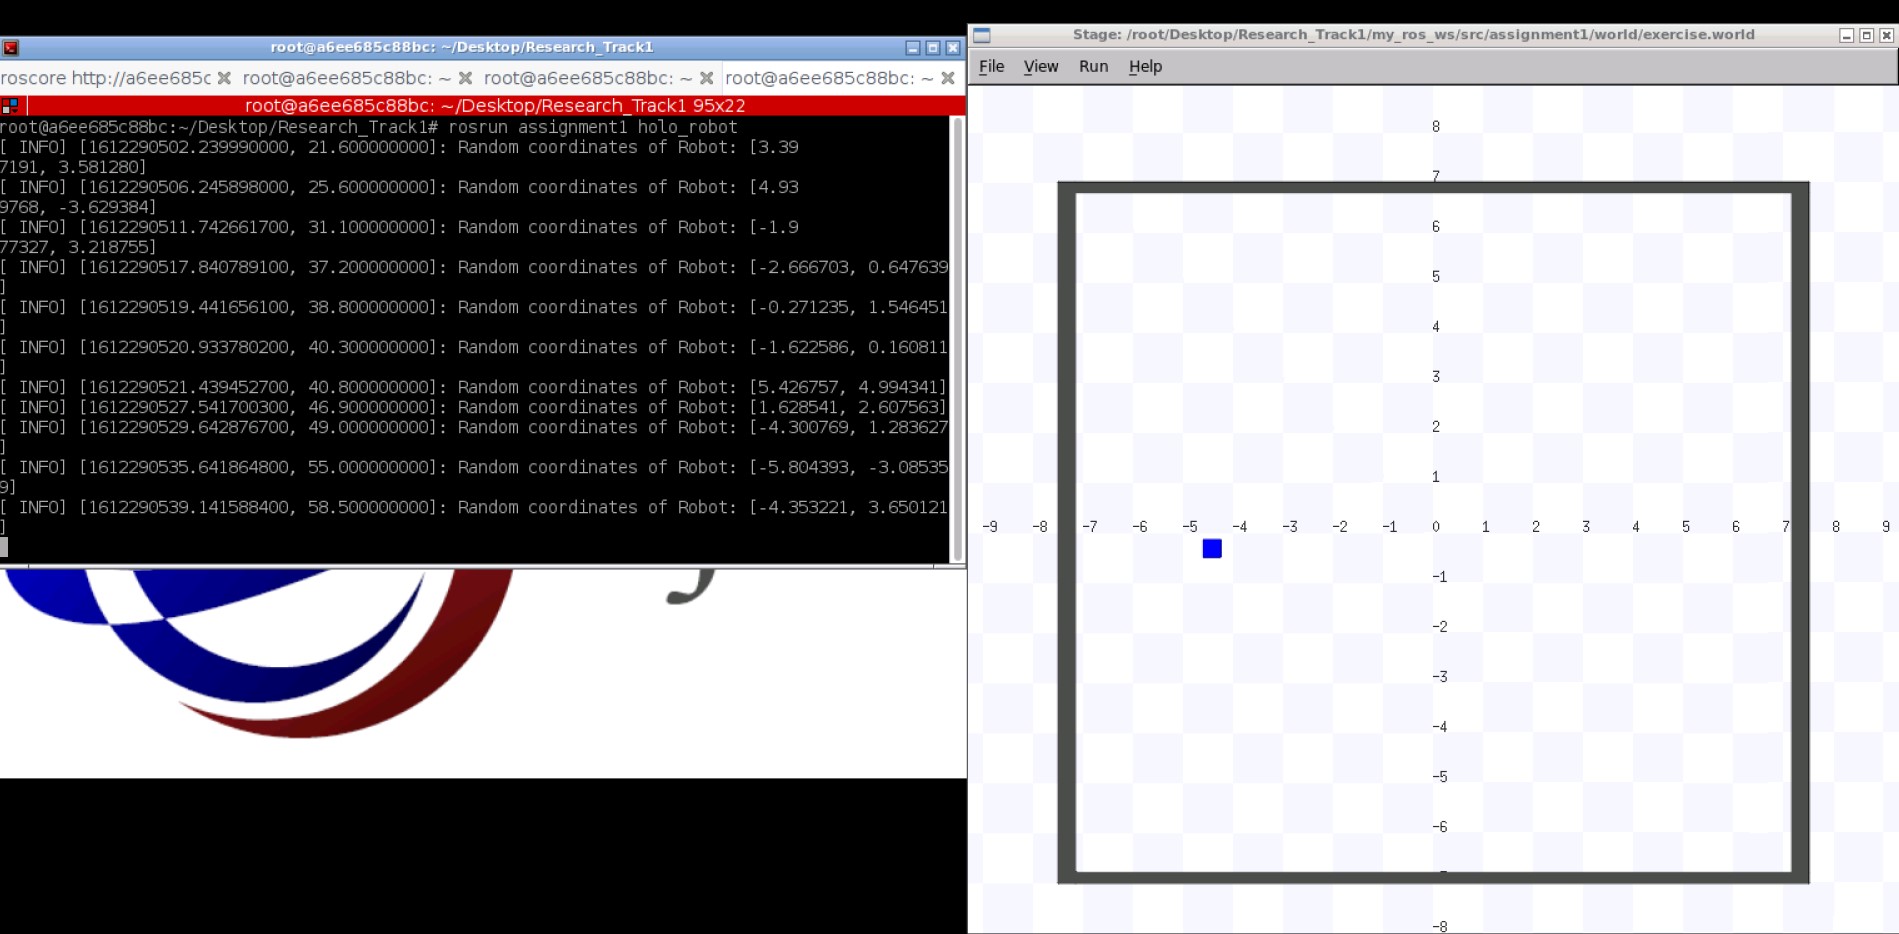 root@a6ee685c88bc: ~/Desktop/Research_Track1
roscore http://a6ee685c
root@a6ee685c88bc: ~
root@a6ee685c88bc: ~
root@a6ee685c88bc: ~
root@a6ee685c88bc: ~/Desktop/Research_Track1 95x22
root@a6ee685c88bc:~/Desktop/Research_Track1# rosrun assignment1 holo_robot
[ INFO] [1612290502.239990000, 21.600000000]: Random coordinates of Robot: [3.39
7191, 3.581280]
[ INFO] [1612290506.245898000, 25.600000000]: Random coordinates of Robot: [4.93
9768, -3.629384]
[ INFO] [1612290511.742661700, 31.100000000]: Random coordinates of Robot: [-1.9
77327, 3.218755]
[ INFO] [1612290517.840789100, 37.200000000]: Random coordinates of Robot: [-2.666703, 0.647639
]
[ INFO] [1612290519.441656100, 38.800000000]: Random coordinates of Robot: [-0.271235, 1.546451
]
[ INFO] [1612290520.933780200, 40.300000000]: Random coordinates of Robot: [-1.622586, 0.160811
]
[ INFO] [1612290521.439452700, 40.800000000]: Random coordinates of Robot: [5.426757, 4.994341]
[ INFO] [1612290527.541700300, 46.900000000]: Random coordinates of Robot: [1.628541, 2.607563]
[ INFO] [1612290529.642876700, 49.000000000]: Random coordinates of Robot: [-4.300769, 1.283627
]
[ INFO] [1612290535.641864800, 55.000000000]: Random coordinates of Robot: [-5.804393, -3.08535
9]
[ INFO] [1612290539.141588400, 58.500000000]: Random coordinates of Robot: [-4.353221, 3.650121
]
Stage: /root/Desktop/Research_Track1/my_ros_ws/src/assignment1/world/exercise.world
File View Run Help
8
7
6
5
4
3
2
1
-9 -8 -7 -6 -5 -4 -3 -2 -1 0 1 2 3 4 5 6 7 8 9
-1
-2
-3
-4
-5
-6
-8